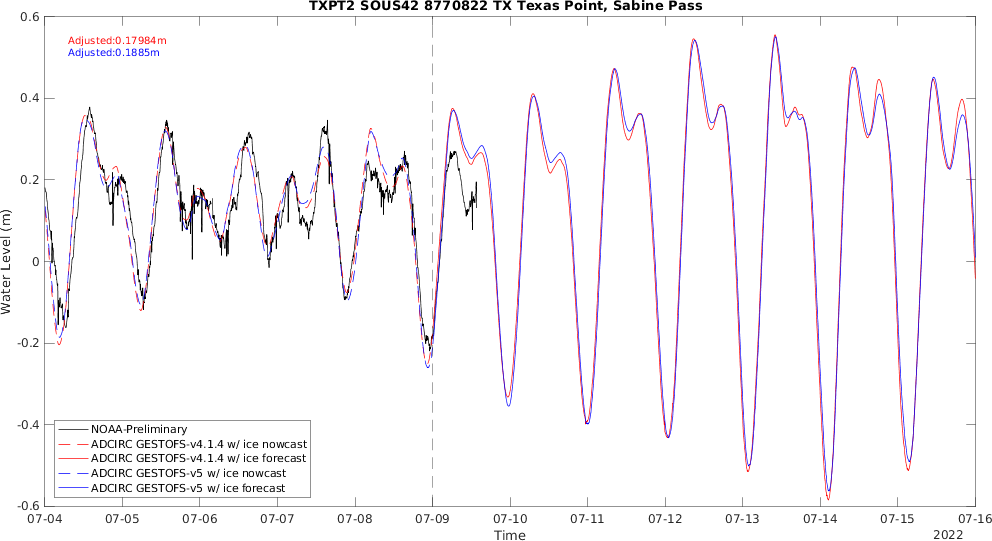 TXPT2 SOUS42 8770822 TX Texas Point, Sabine Pass
Adjusted:0.17984m
Adjusted:0.1885m
0.6
0.4
0.2
0
-0.2
-0.4
-0.6
Water Level (m)
NOAA-Preliminary
ADCIRC GESTOFS-v4.1.4 w/ ice nowcast
ADCIRC GESTOFS-v4.1.4 w/ ice forecast
ADCIRC GESTOFS-v5 w/ ice nowcast
ADCIRC GESTOFS-v5 w/ ice forecast
07-04 07-05 07-06 07-07 07-08 07-09 07-10 07-11 07-12 07-13 07-14 07-15 07-16
Time
2022